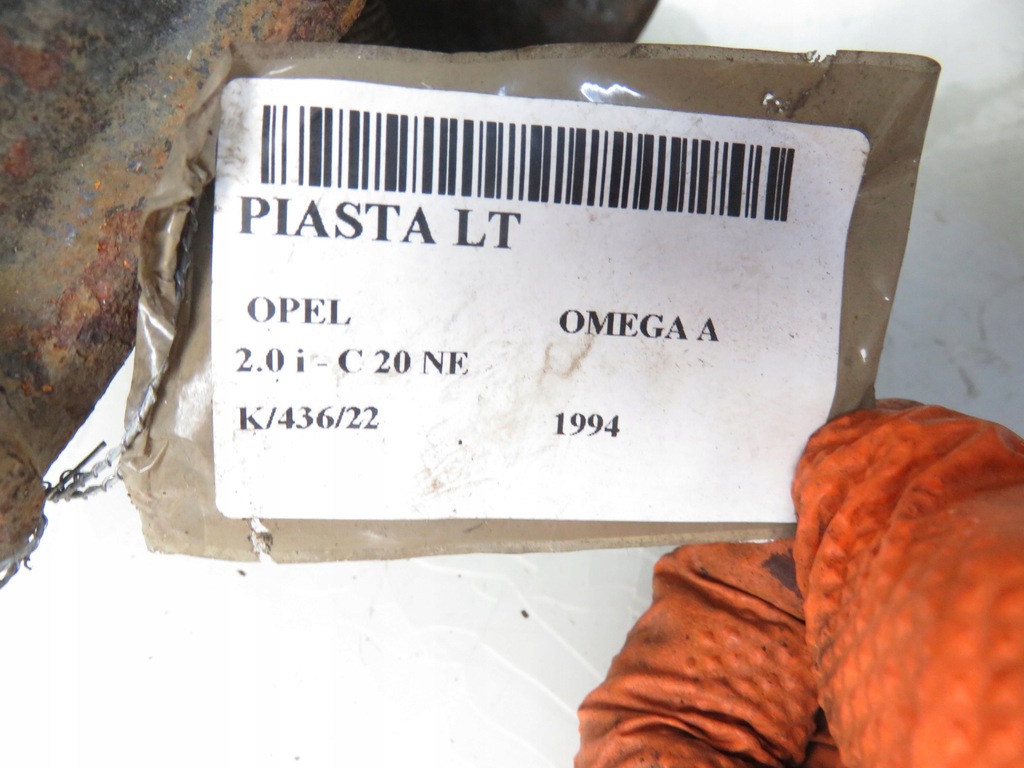 PIASTA LT
OPEL OMEGA A
2.0 i - C 20 NE
K/436/22 1994